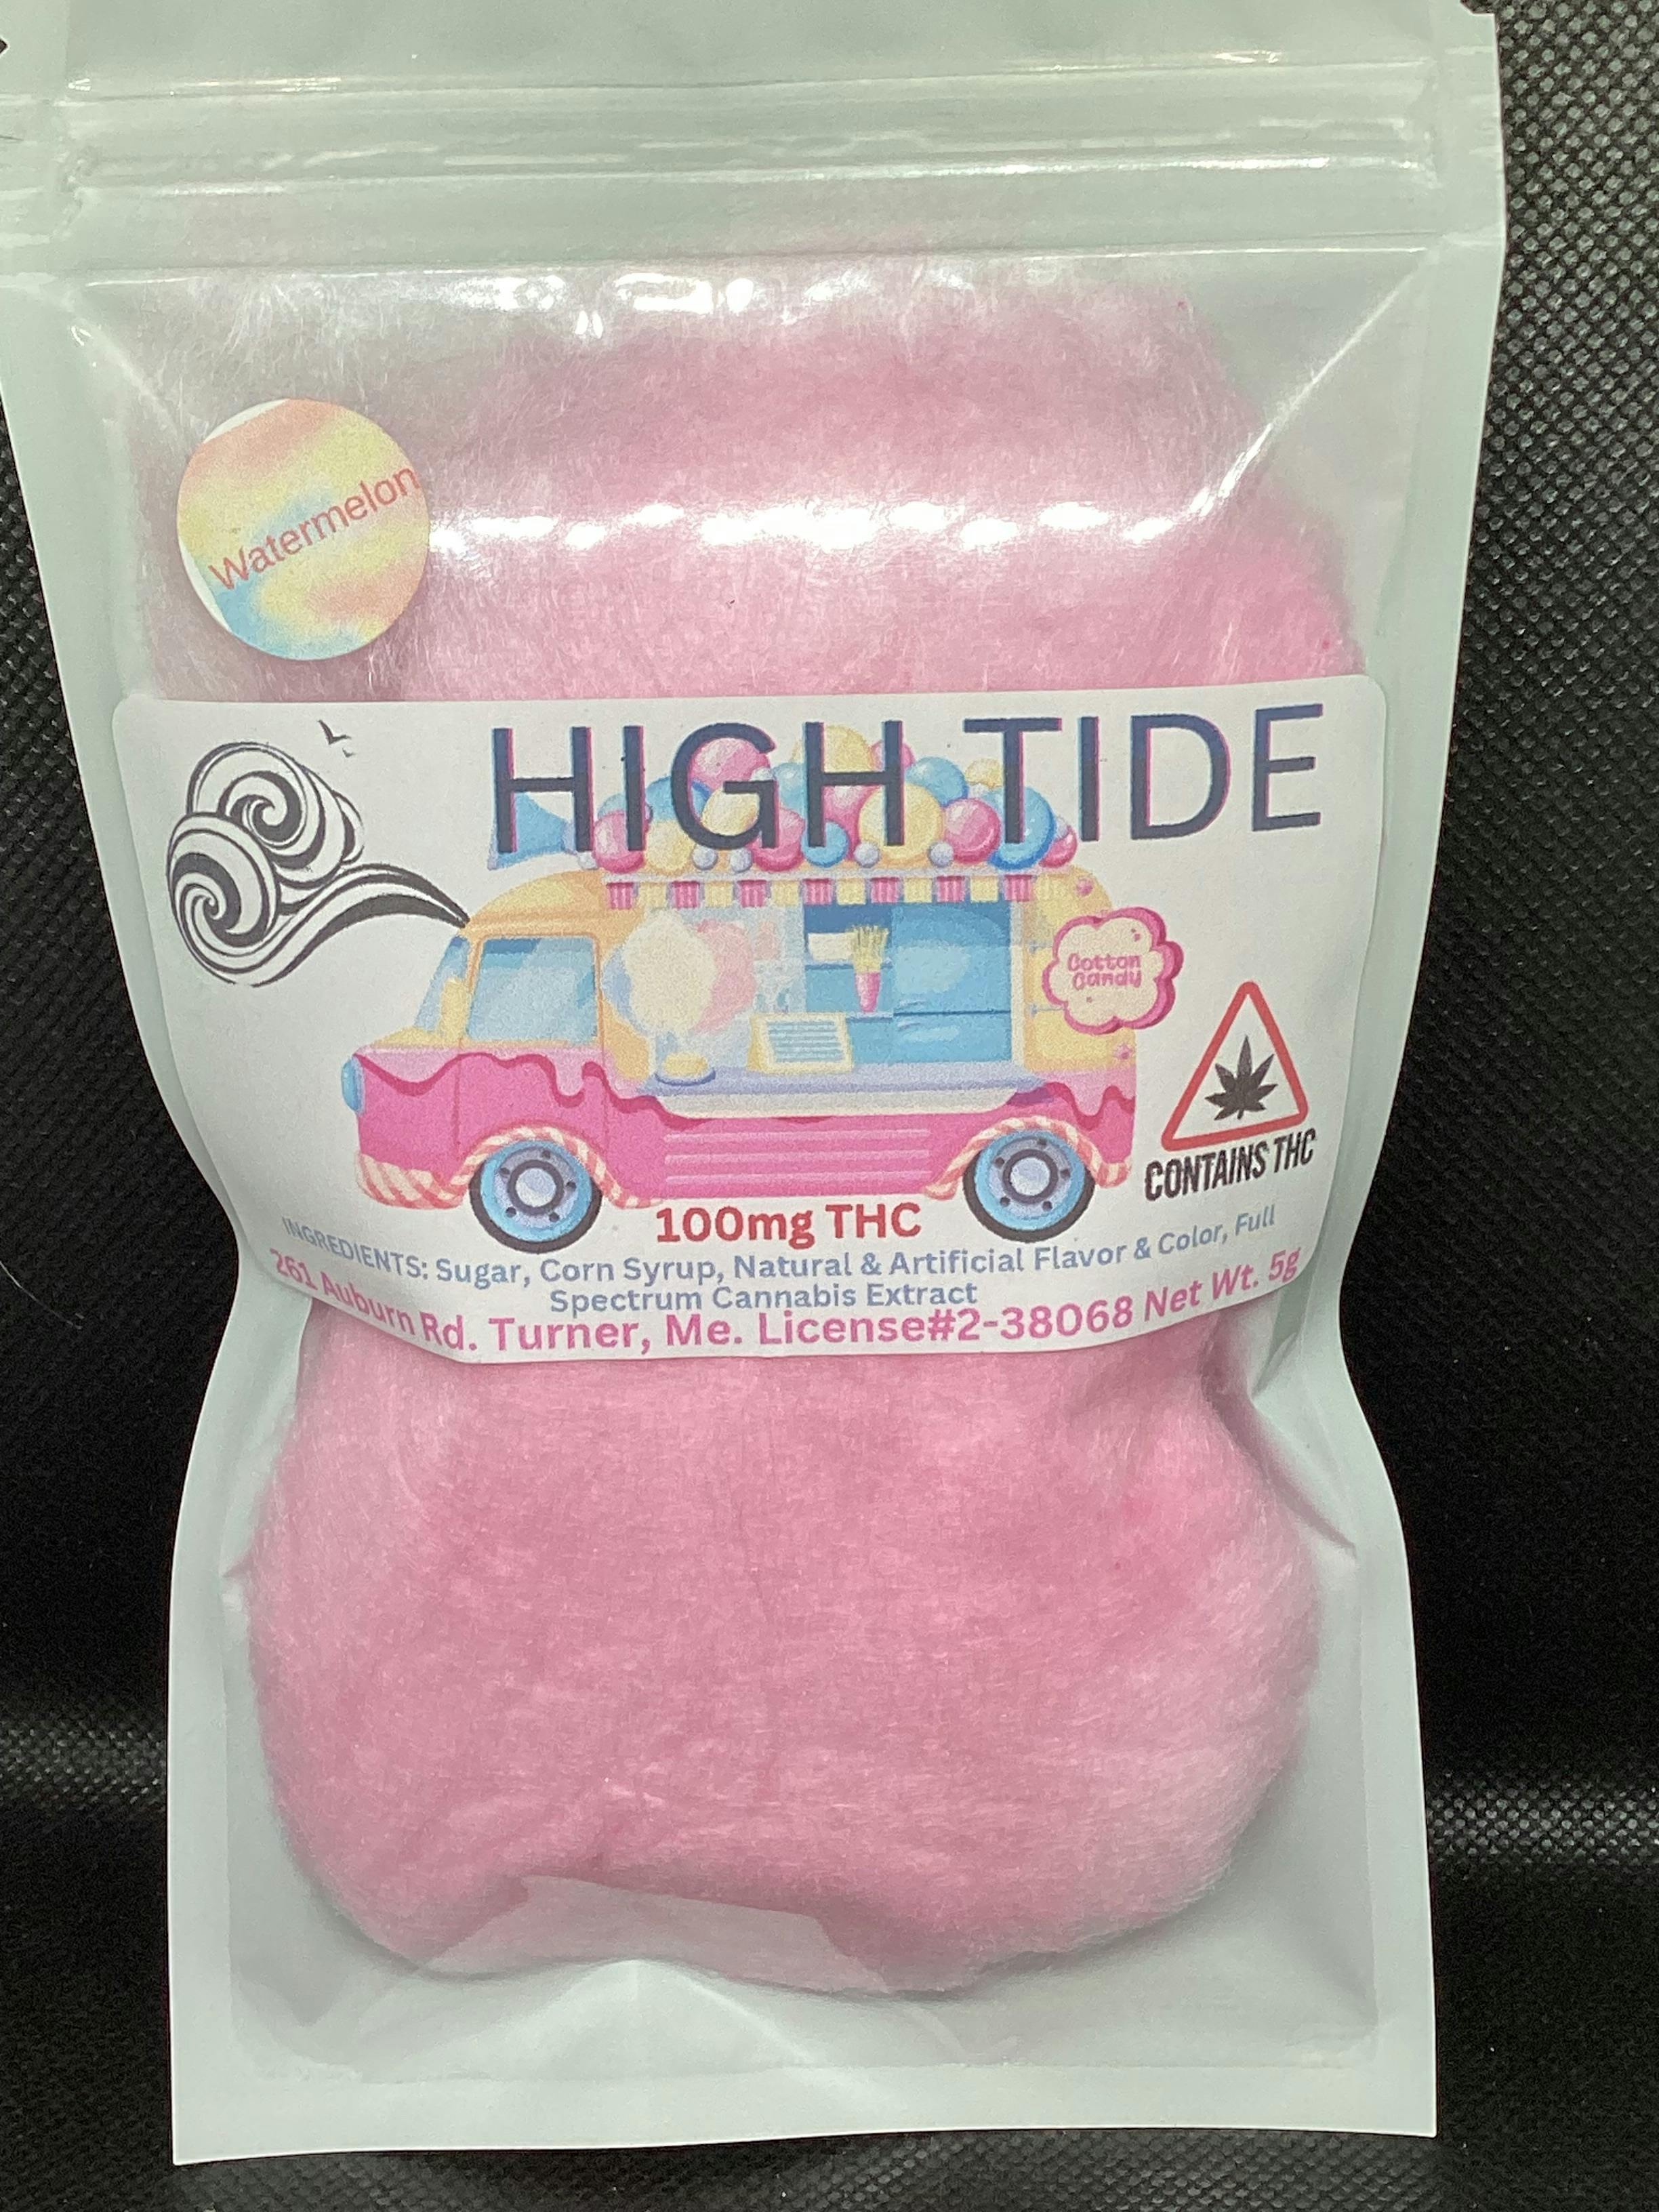 Watermelon
HIGH TIDE
Cotton
Candy
CONTAINS THC
100mg THC
INGREDIENTS: Sugar, Corn Syrup, Natural & Artificial Flavor & Color, Full
Spectrum Cannabis Extract
261 Auburn Rd. Turner, Me. License#2-38068 Net Wt. 5g